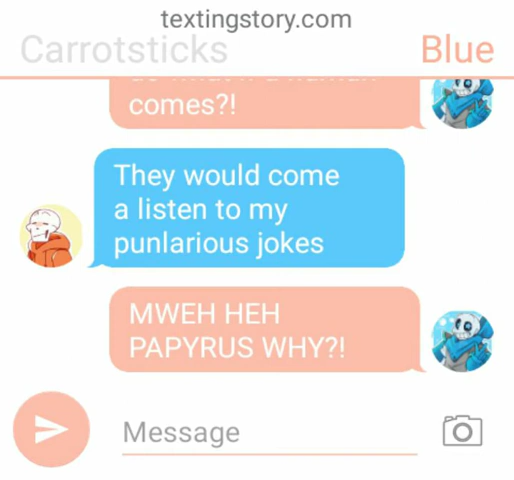 textingstory.com
Carrotsticks
Blue
comes?!
They would come
a listen to my
punlarious jokes
MWEH HEH
PAPYRUS WHY?!
Message